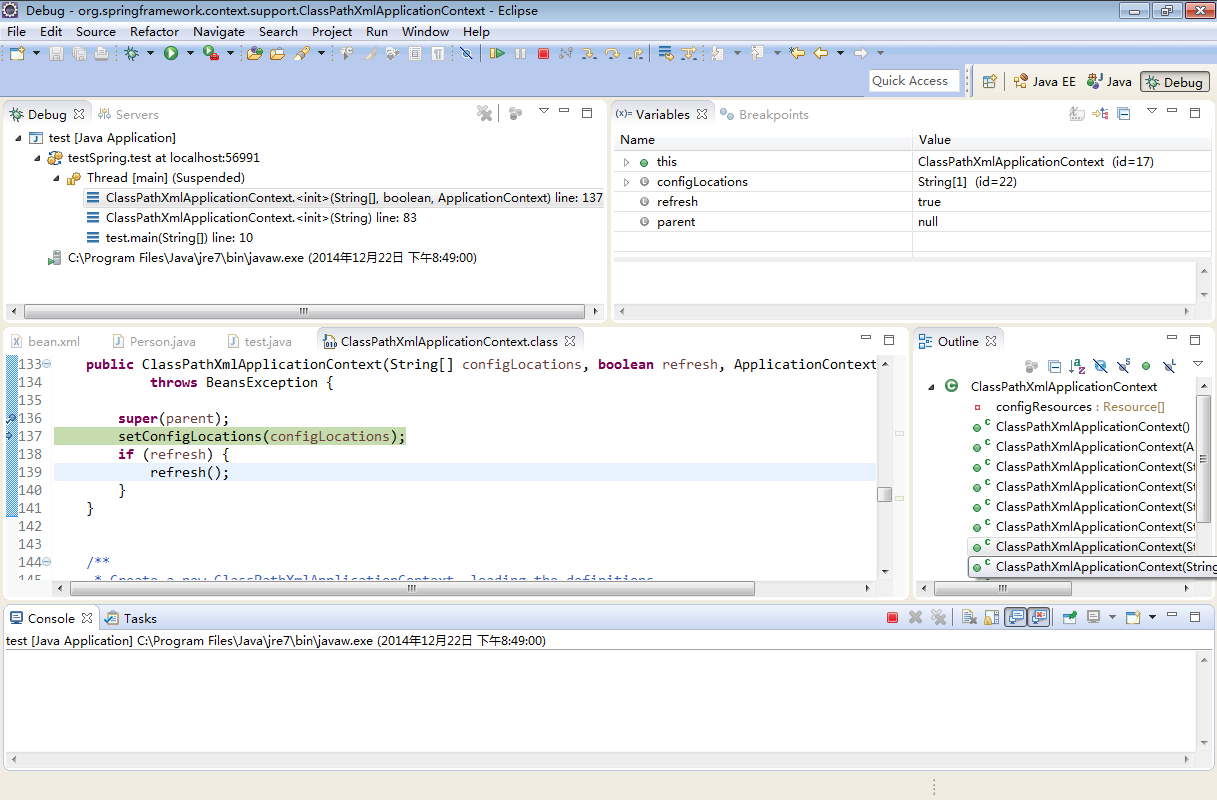 Debug - org.springframework.context.support.ClassPathXmlApplicationContext - Eclipse
File Edit Source Refactor Navigate Search Project Run Window Help
Quick Access Java EE Java Debug
Debug Servers
test [Java Application]
testSpring.test at localhost:56991
Thread [main] (Suspended)
ClassPathXmlApplicationContext.<init>(String[], boolean, ApplicationContext) line: 137
ClassPathXmlApplicationContext.<init>(String) line: 83
test.main(String[]) line: 10
C:\Program Files\Java\jre7\bin\javaw.exe (2014年12月22日 下午8:49:00)
(x)= Variables Breakpoints
Name Value
this ClassPathXmlApplicationContext (id=17)
configLocations String[1] (id=22)
refresh true
parent null
bean.xml Person.java test.java ClassPathXmlApplicationContext.class
133 public ClassPathXmlApplicationContext(String[] configLocations, boolean refresh, ApplicationContext
134 throws BeansException {
135
136 super(parent);
137 setConfigLocations(configLocations);
138 if (refresh) {
139 refresh();
140 }
141 }
142
143
144 /**
145 * Create a new ClassPathXmlApplicationContext, loading the definitions
Outline
ClassPathXmlApplicationContext
configResources : Resource[]
ClassPathXmlApplicationContext()
ClassPathXmlApplicationContext(A
ClassPathXmlApplicationContext(St
ClassPathXmlApplicationContext(St
ClassPathXmlApplicationContext(St
ClassPathXmlApplicationContext(St
ClassPathXmlApplicationContext(St
ClassPathXmlApplicationContext(String
Console Tasks
test [Java Application] C:\Program Files\Java\jre7\bin\javaw.exe (2014年12月22日 下午8:49:00)